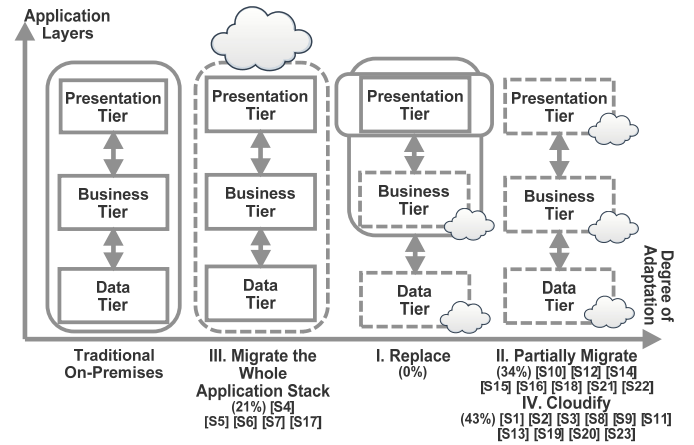 Application
Layers
Presentation
Tier
Business
Tier
Data
Tier
Presentation
Tier
Business
Tier
Data
Tier
Presentation
Tier
Business
Tier
Data
Tier
Presentation
Tier
Business
Tier
Data
Tier
Degree of
Adaptation
Traditional
On-Premises
III. Migrate the
Whole
Application Stack
(21%) [S4]
[S5] [S6] [S7] [S17]
I. Replace
(0%)
II. Partially Migrate
(34%) [S10] [S12] [S14]
[S15] [S16] [S18] [S21] [S22]
IV. Cloudify
(43%) [S1] [S2] [S3] [S8] [S9] [S11]
[S13] [S19] [S20] [S23]